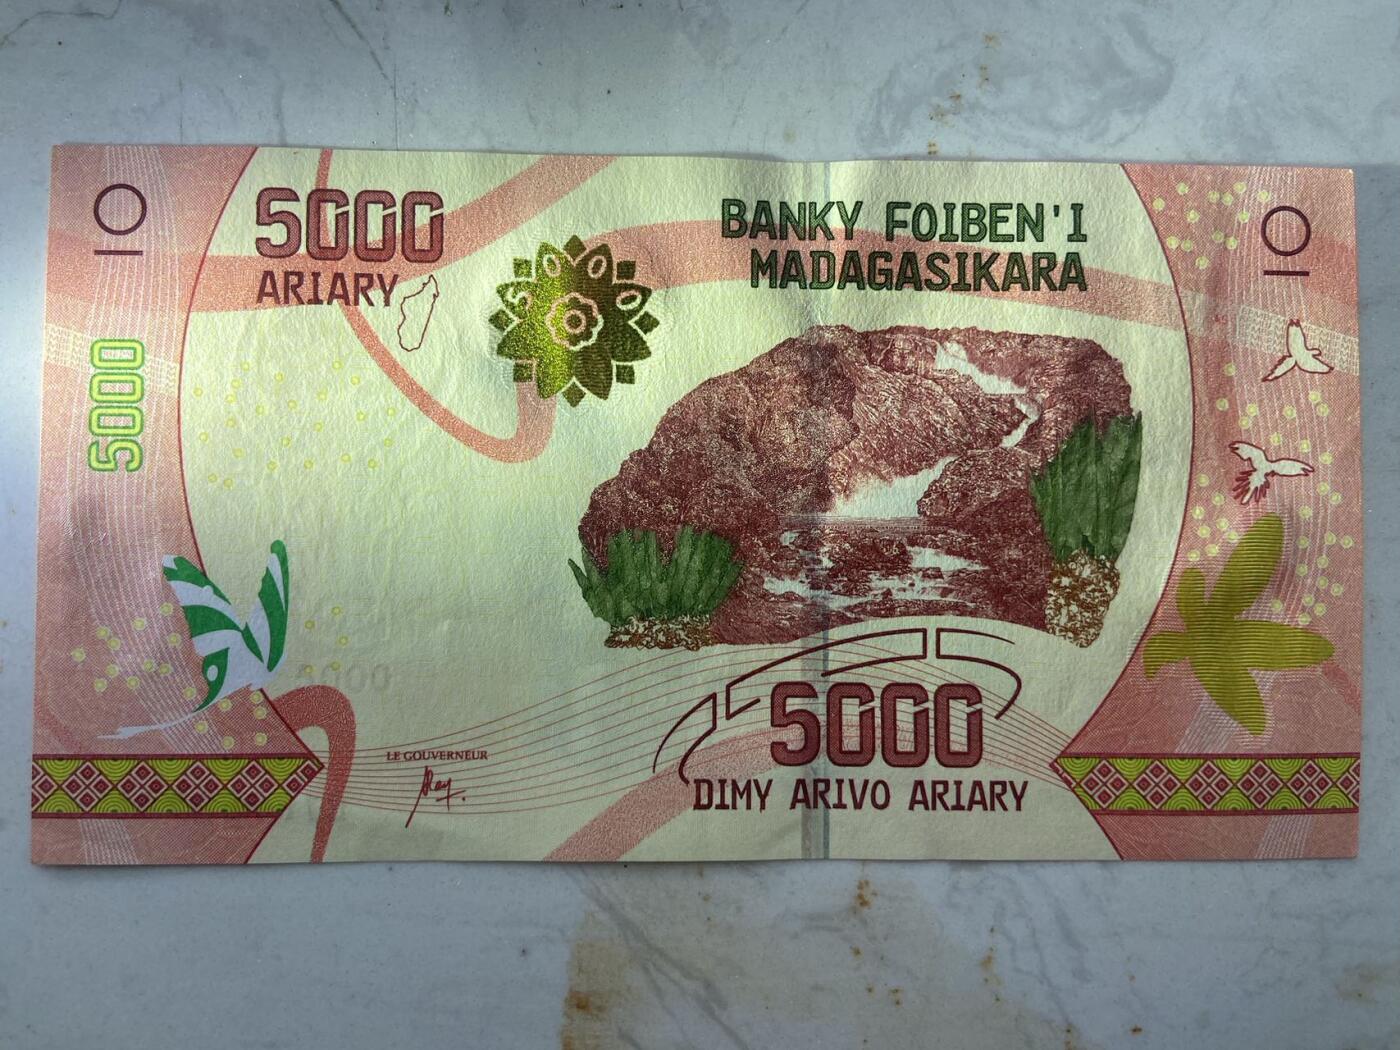 5000
ARIARY
BANKY FOIBEN'I
MADAGASIKARA
5000
LE GOUVERNEUR
5000
DIMY ARIVO ARIARY